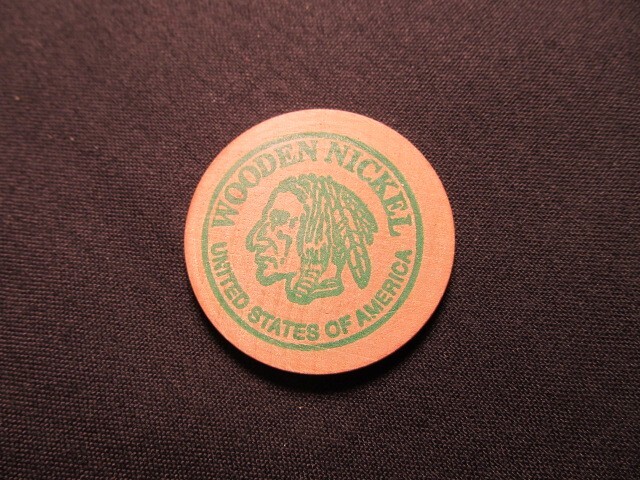 WOODEN NICKEL
UNITED STATES OF AMERICA